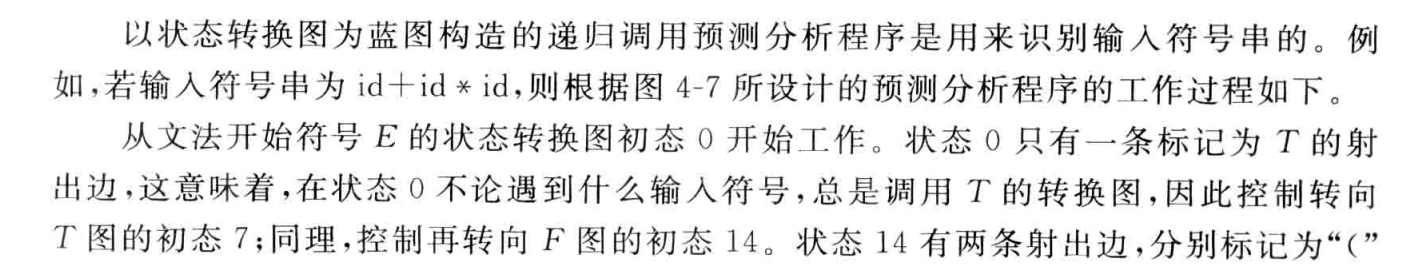 以状态转换图为蓝图构造的递归调用预测分析程序是用来识别输入符号串的。例
如,若输入符号串为 id+id * id,则根据图 4-7 所设计的预测分析程序的工作过程如下。
从文法开始符号 E 的状态转换图初态 0 开始工作。状态 0 只有一条标记为 T 的射
出边,这意味着,在状态 0 不论遇到什么输入符号,总是调用 T 的转换图,因此控制转向
T 图的初态 7;同理,控制再转向 F 图的初态 14。状态 14 有两条射出边,分别标记为“(”